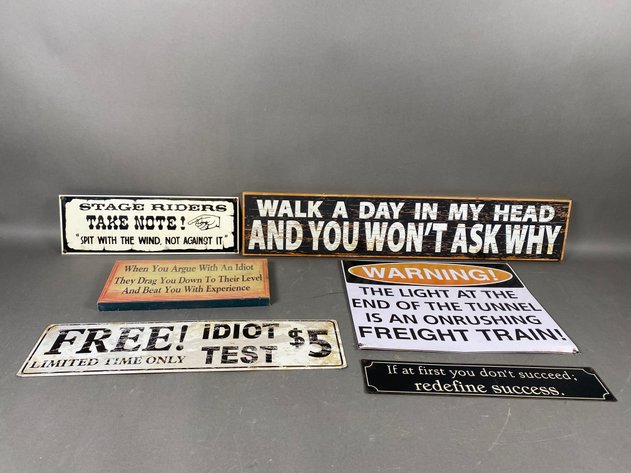 STAGE RIDERS
TAKE NOTE!
"SPIT WITH THE WIND, NOT AGAINST IT"
WALK A DAY IN MY HEAD
AND YOU WON'T ASK WHY
When You Argue With An Idiot
They Drag You Down To Their Level
And Beat You With Experience
WARNING!
THE LIGHT AT THE
END OF THE TUNNEL
IS AN ONRUSHING
FREIGHT TRAIN!
FREE! IDIOT TEST $5
LIMITED TIME ONLY
If at first you don't succeed;
redefine success.